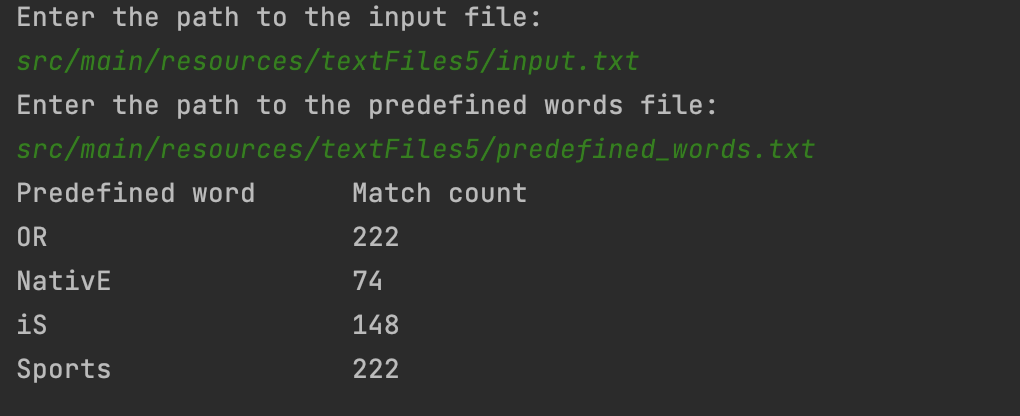 Enter the path to the input file:
src/main/resources/textFiles5/input.txt
Enter the path to the predefined words file:
src/main/resources/textFiles5/predefined_words.txt
Predefined word      Match count
OR                   222
NativE               74
iS                   148
Sports               222